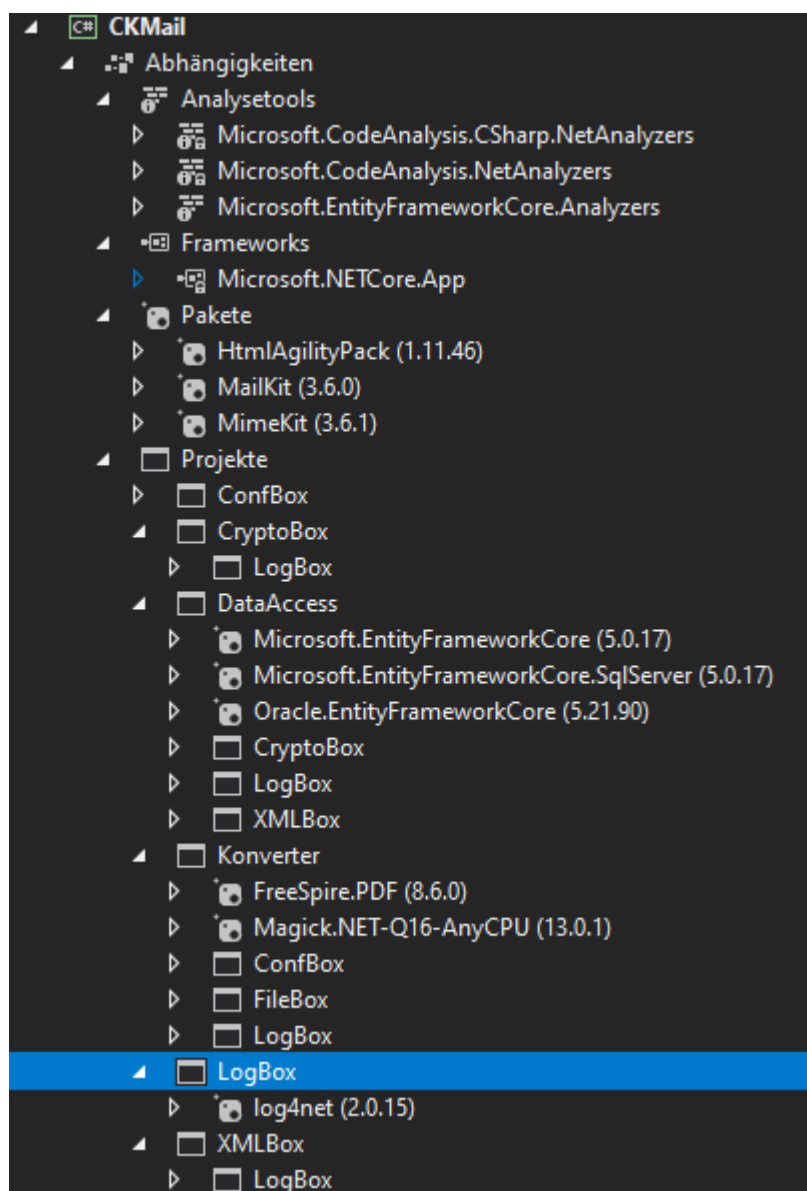 C# CKMail
Abhängigkeiten
Analysetools
Microsoft.CodeAnalysis.CSharp.NetAnalyzers
Microsoft.CodeAnalysis.NetAnalyzers
Microsoft.EntityFrameworkCore.Analyzers
Frameworks
Microsoft.NETCore.App
Pakete
HtmlAgilityPack (1.11.46)
MailKit (3.6.0)
MimeKit (3.6.1)
Projekte
ConfBox
CryptoBox
LogBox
DataAccess
Microsoft.EntityFrameworkCore (5.0.17)
Microsoft.EntityFrameworkCore.SqlServer (5.0.17)
Oracle.EntityFrameworkCore (5.21.90)
CryptoBox
LogBox
XMLBox
Konverter
FreeSpire.PDF (8.6.0)
Magick.NET-Q16-AnyCPU (13.0.1)
ConfBox
FileBox
LogBox
LogBox
log4net (2.0.15)
XMLBox
LogBox